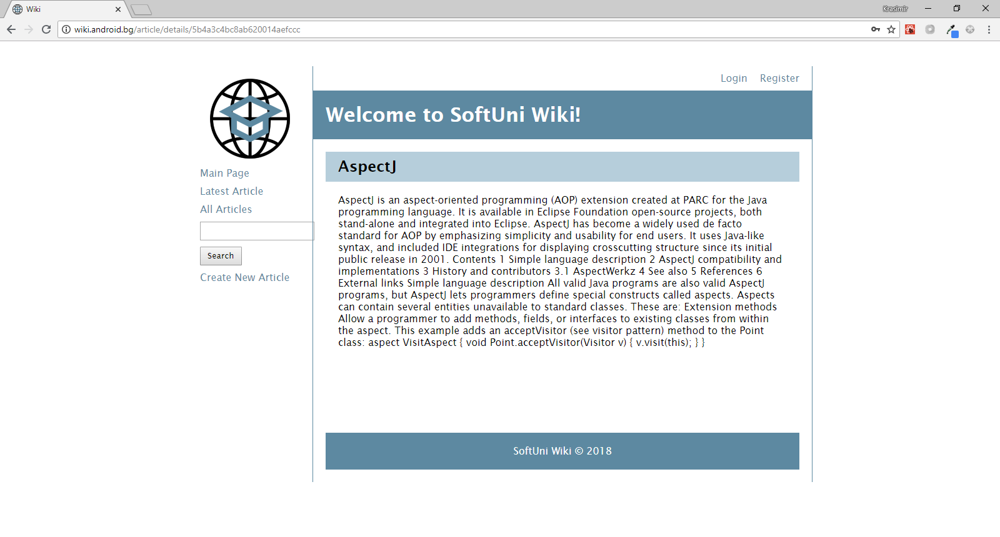 Wiki
Krasimir
wiki.android.bg/article/details/5b4a3c4bc8ab620014aefccc
Login Register
Welcome to SoftUni Wiki!
Main Page
Latest Article
All Articles
Search
Create New Article
AspectJ
AspectJ is an aspect-oriented programming (AOP) extension created at PARC for the Java
programming language. It is available in Eclipse Foundation open-source projects, both
stand-alone and integrated into Eclipse. AspectJ has become a widely used de facto
standard for AOP by emphasizing simplicity and usability for end users. It uses Java-like
syntax, and included IDE integrations for displaying crosscutting structure since its initial
public release in 2001. Contents 1 Simple language description 2 AspectJ compatibility and
implementations 3 History and contributors 3.1 AspectWerkz 4 See also 5 References 6
External links Simple language description All valid Java programs are also valid AspectJ
programs, but AspectJ lets programmers define special constructs called aspects. Aspects
can contain several entities unavailable to standard classes. These are: Extension methods
Allow a programmer to add methods, fields, or interfaces to existing classes from within
the aspect. This example adds an acceptVisitor (see visitor pattern) method to the Point
class: aspect VisitAspect { void Point.acceptVisitor(Visitor v) { v.visit(this); } }
SoftUni Wiki © 2018